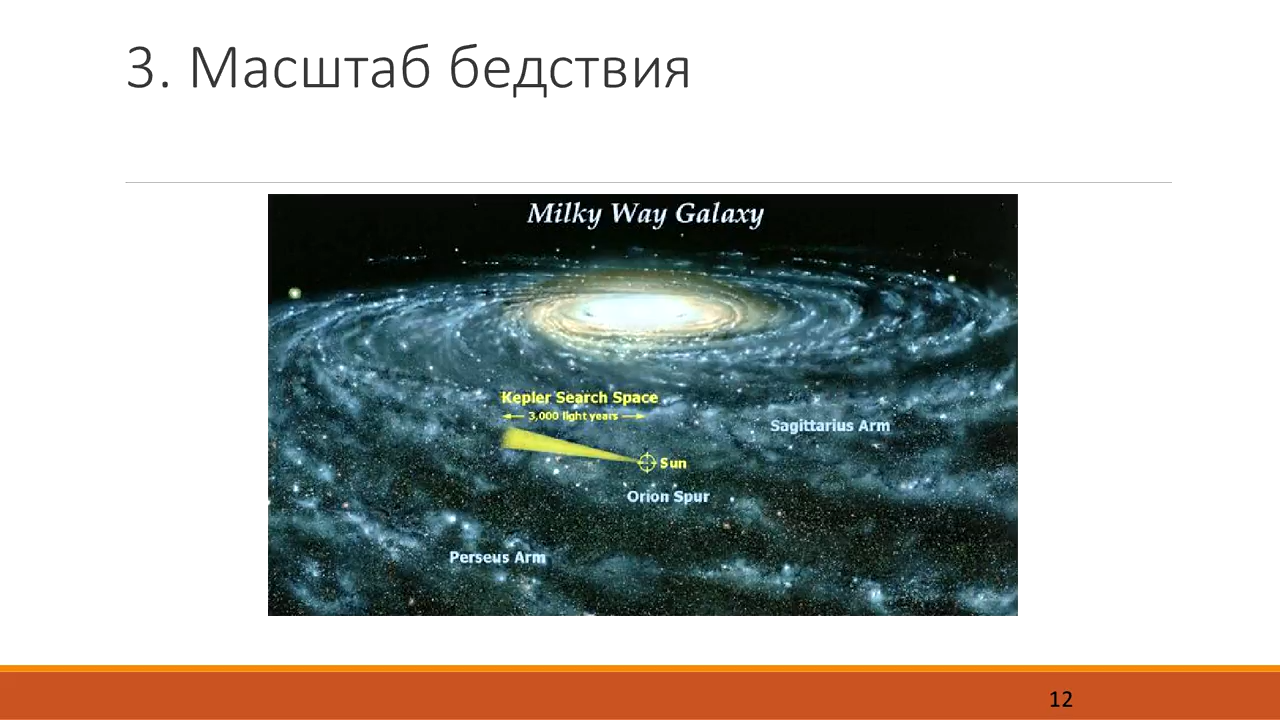 3. Масштаб бедствия
Milky Way Galaxy
Kepler Search Space
3,000 light years
Sagittarius Arm
Sun
Orion Spur
Perseus Arm
12